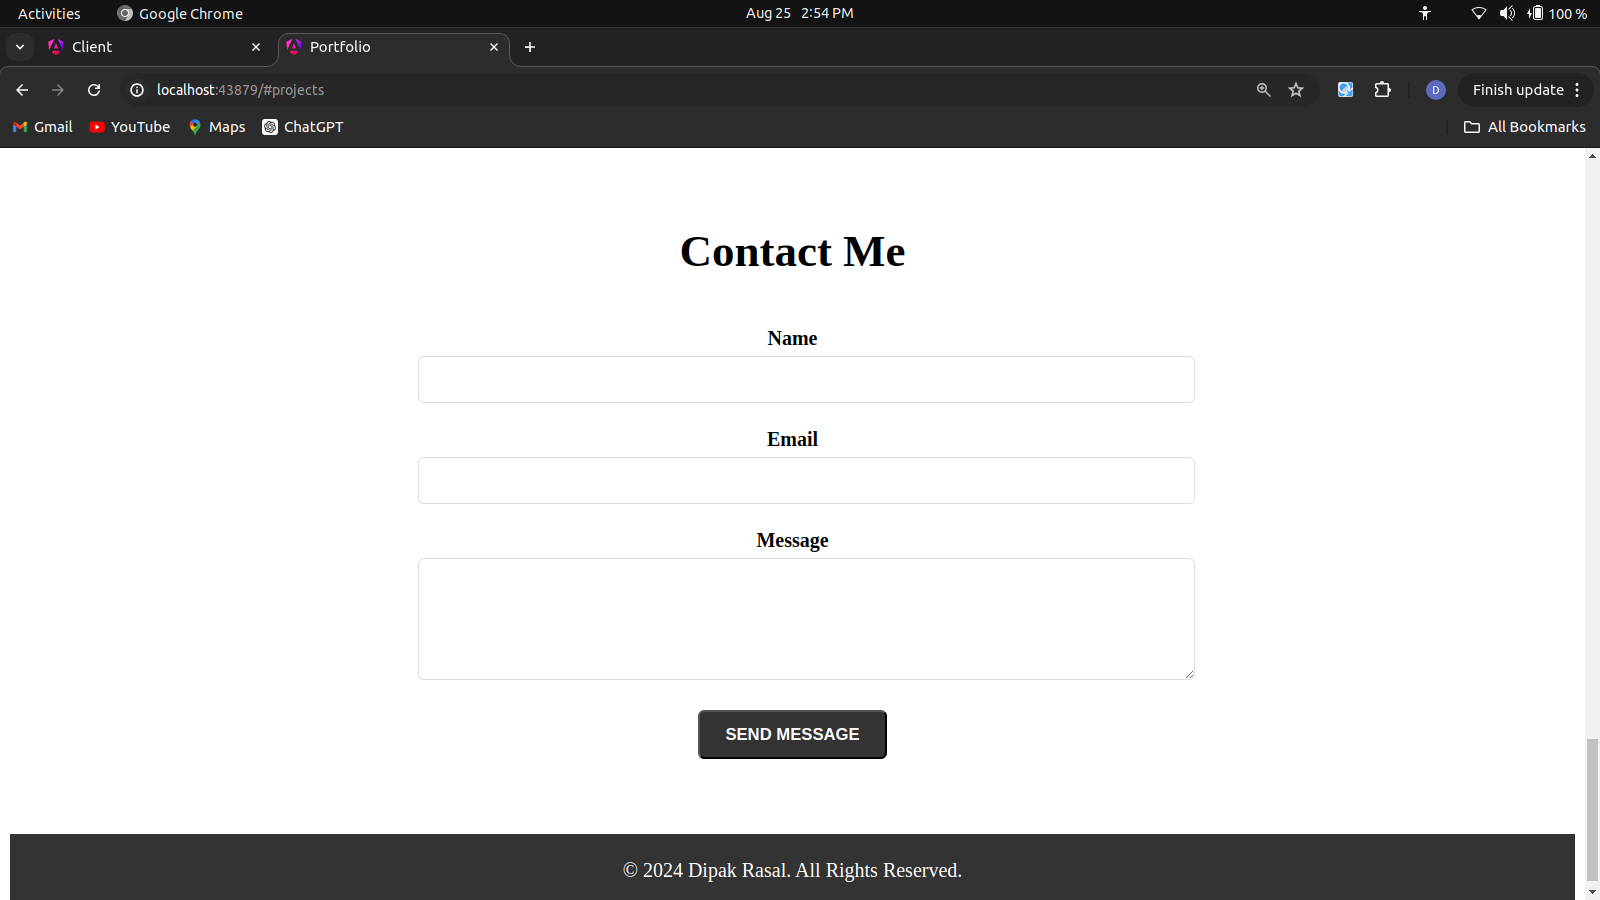 Activities Google Chrome Aug 25 2:54 PM 100 %
Client Portfolio
localhost:43879/#projects D Finish update
Gmail YouTube Maps ChatGPT All Bookmarks
Contact Me
Name
Email
Message
SEND MESSAGE
© 2024 Dipak Rasal. All Rights Reserved.